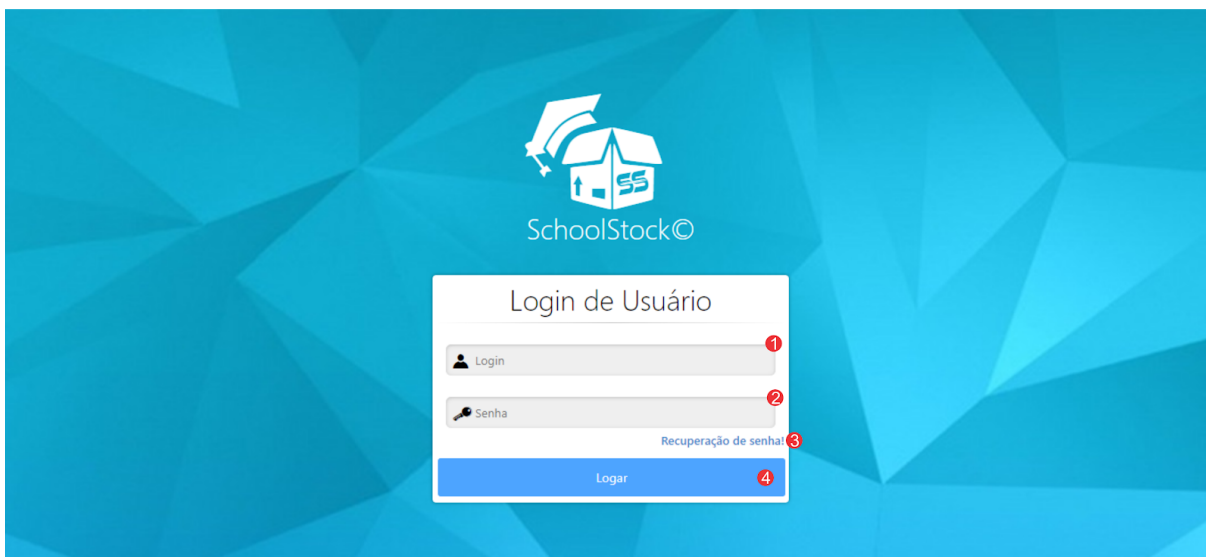 SS
SchoolStock©
Login de Usuário
1
Login
2
Senha
Recuperação de senha! 3
Logar 4